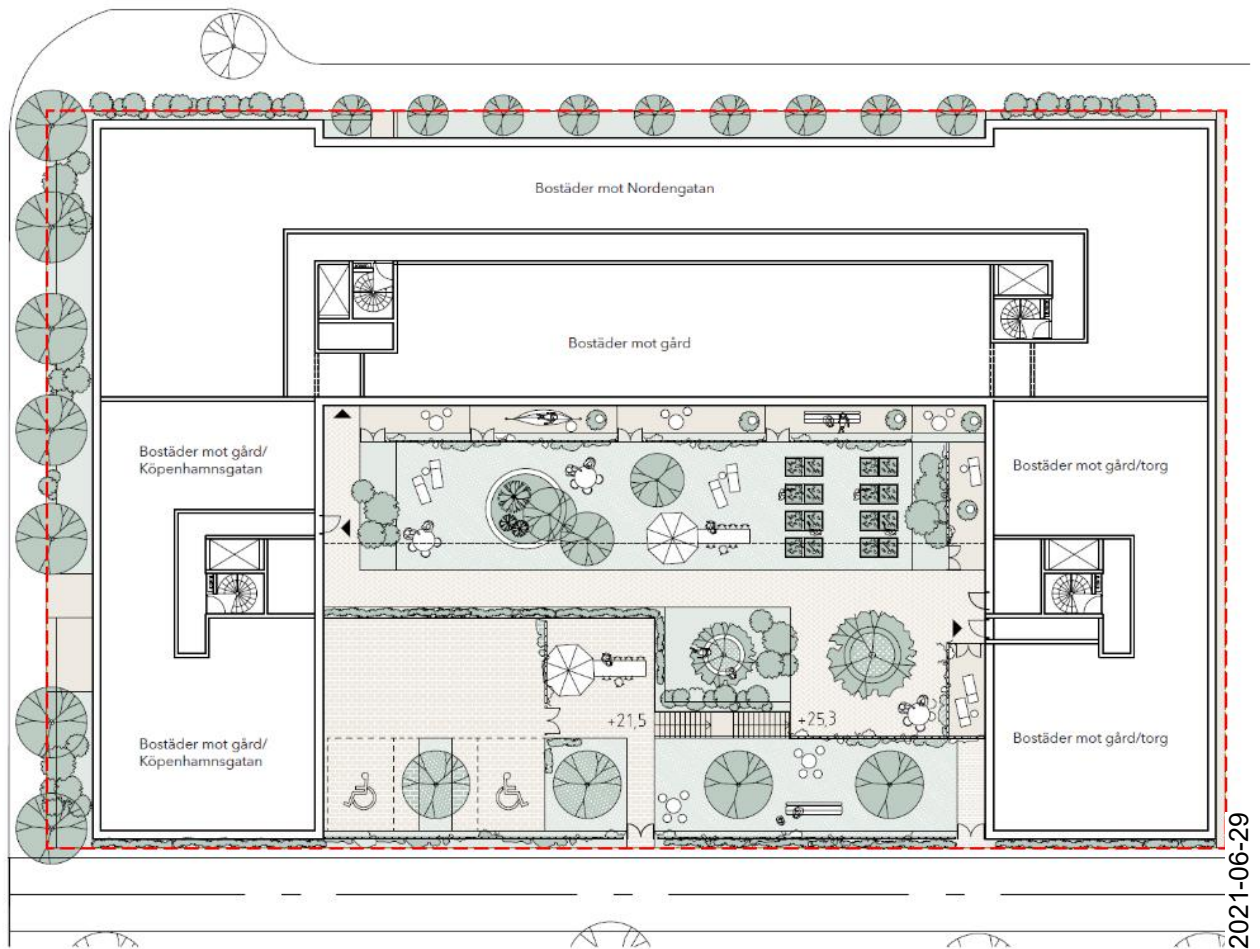 Bostäder mot Nordengatan
Bostäder mot gård
Bostäder mot gård/
Köpenhamnsgatan
Bostäder mot gård/torg
+21,5
+25,3
Bostäder mot gård/
Köpenhamnsgatan
Bostäder mot gård/torg
2021-06-29